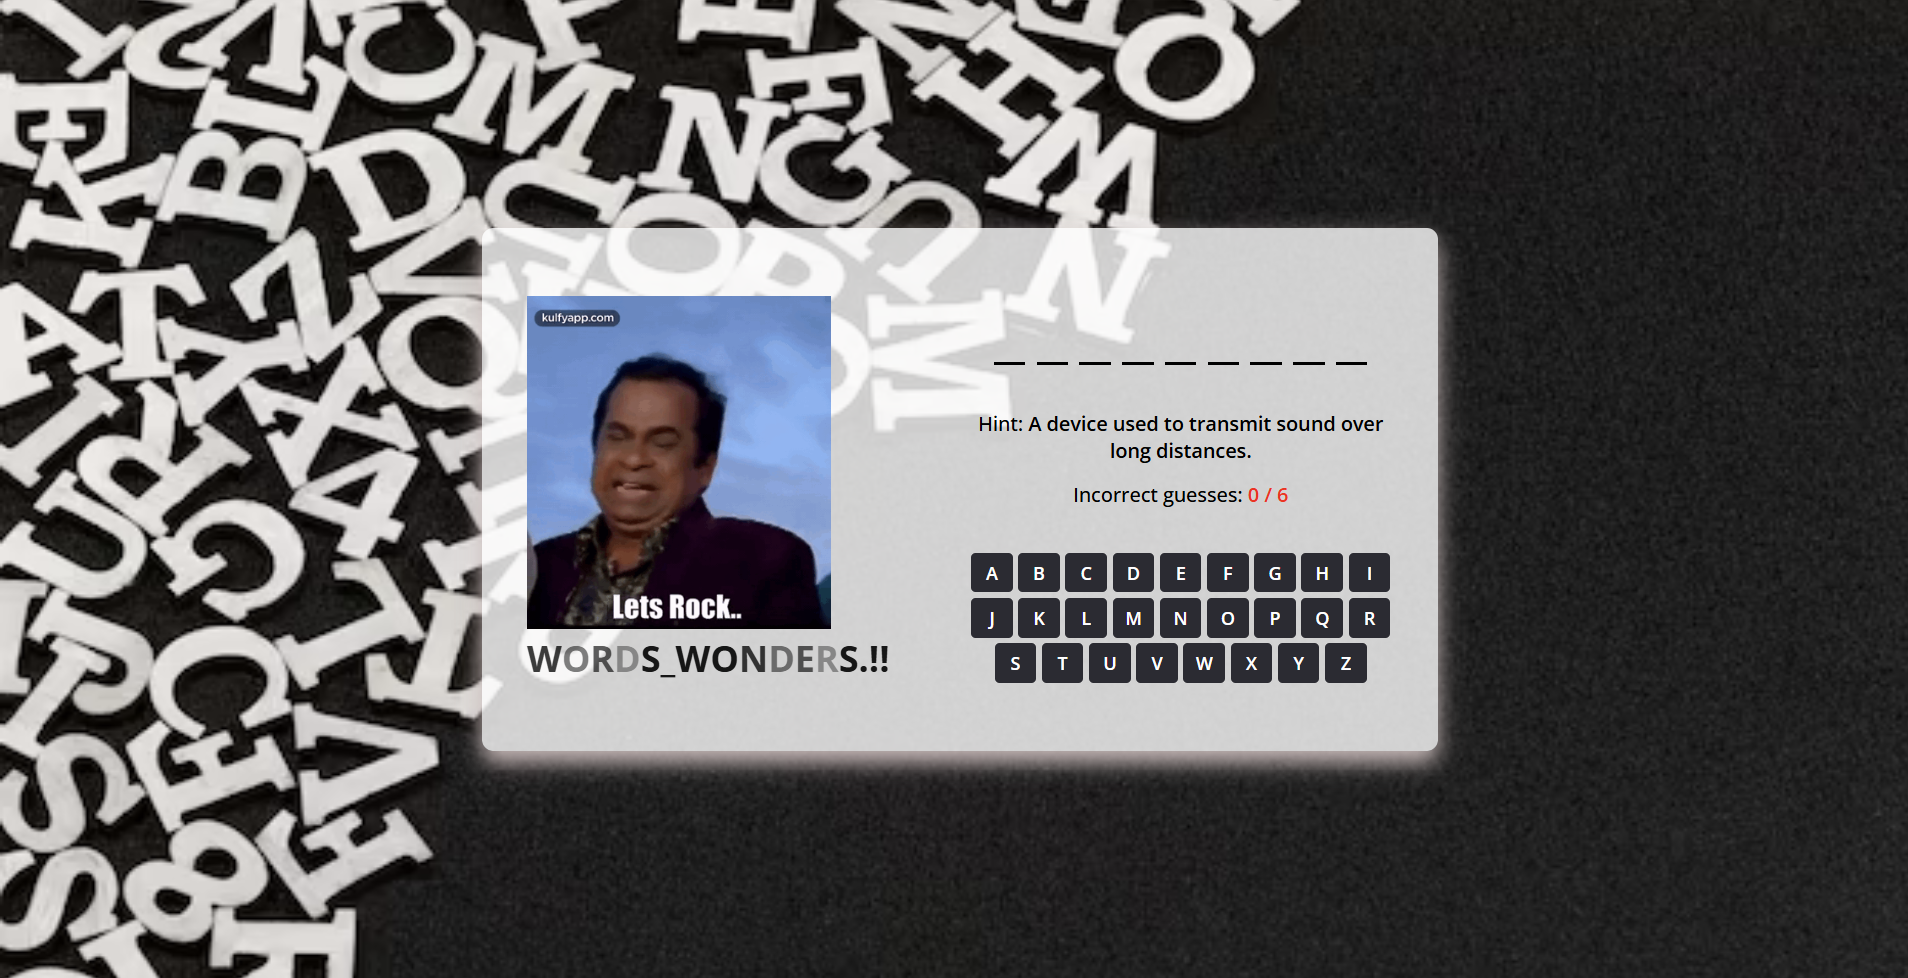 kulfyapp.com
Lets Rock..
WORDS_WONDERS.!!
_ _ _ _ _ _ _ _ _
Hint: A device used to transmit sound over
long distances.
Incorrect guesses: 0 / 6
A B C D E F G H I
J K L M N O P Q R
S T U V W X Y Z